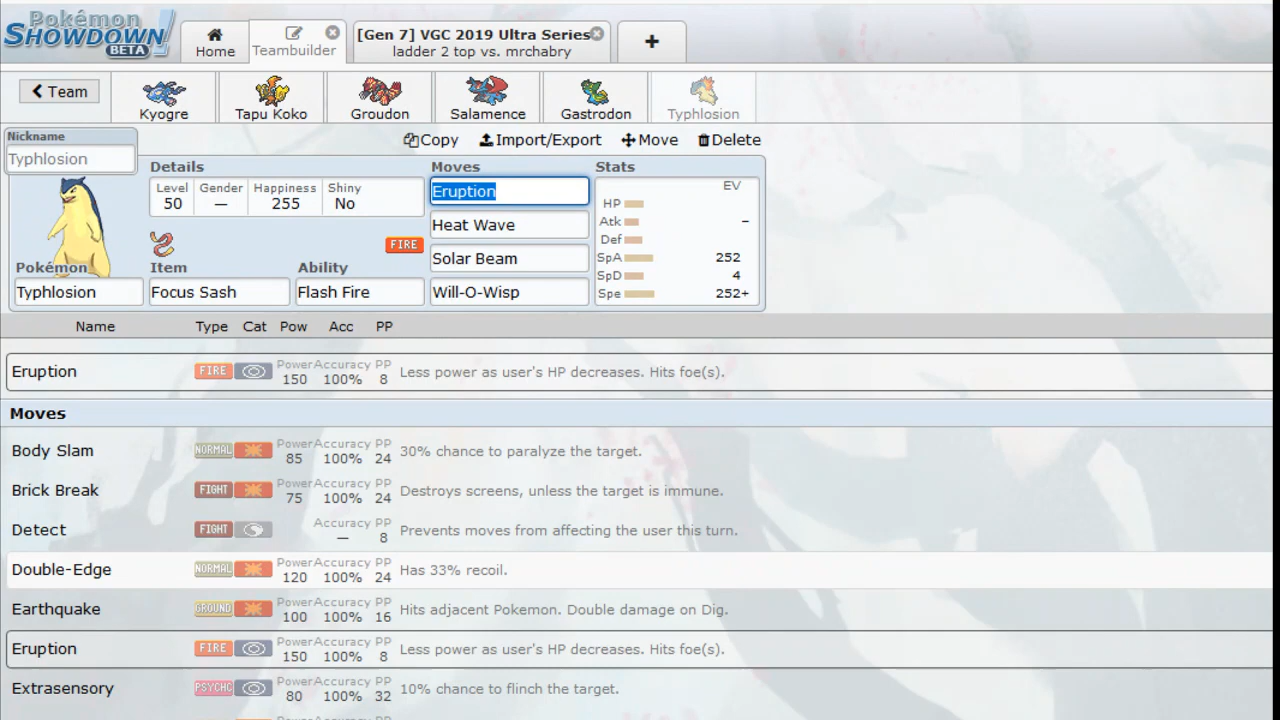 Pokémon
SHOWDOWN!
BETA
Home
Teambuilder
[Gen 7] VGC 2019 Ultra Series
ladder 2 top vs. mrchabry
+
Team
Kyogre
Tapu Koko
Groudon
Salamence
Gastrodon
Typhlosion
Copy
Import/Export
Move
Delete
Nickname
Typhlosion
Details
Level Gender Happiness Shiny
50 — 255 No
FIRE
Pokémon
Typhlosion
Item
Focus Sash
Ability
Flash Fire
Moves
Eruption
Heat Wave
Solar Beam
Will-O-Wisp
Stats
EV
HP
Atk –
Def
SpA 252
SpD 4
Spe 252+
Name Type Cat Pow Acc PP
Eruption FIRE Power 150 Accuracy 100% PP 8 Less power as user's HP decreases. Hits foe(s).
Moves
Body Slam NORMAL Power 85 Accuracy 100% PP 24 30% chance to paralyze the target.
Brick Break FIGHT Power 75 Accuracy 100% PP 24 Destroys screens, unless the target is immune.
Detect FIGHT Accuracy — PP 8 Prevents moves from affecting the user this turn.
Double-Edge NORMAL Power 120 Accuracy 100% PP 24 Has 33% recoil.
Earthquake GROUND Power 100 Accuracy 100% PP 16 Hits adjacent Pokemon. Double damage on Dig.
Eruption FIRE Power 150 Accuracy 100% PP 8 Less power as user's HP decreases. Hits foe(s).
Extrasensory PSYCHC Power 80 Accuracy 100% PP 32 10% chance to flinch the target.